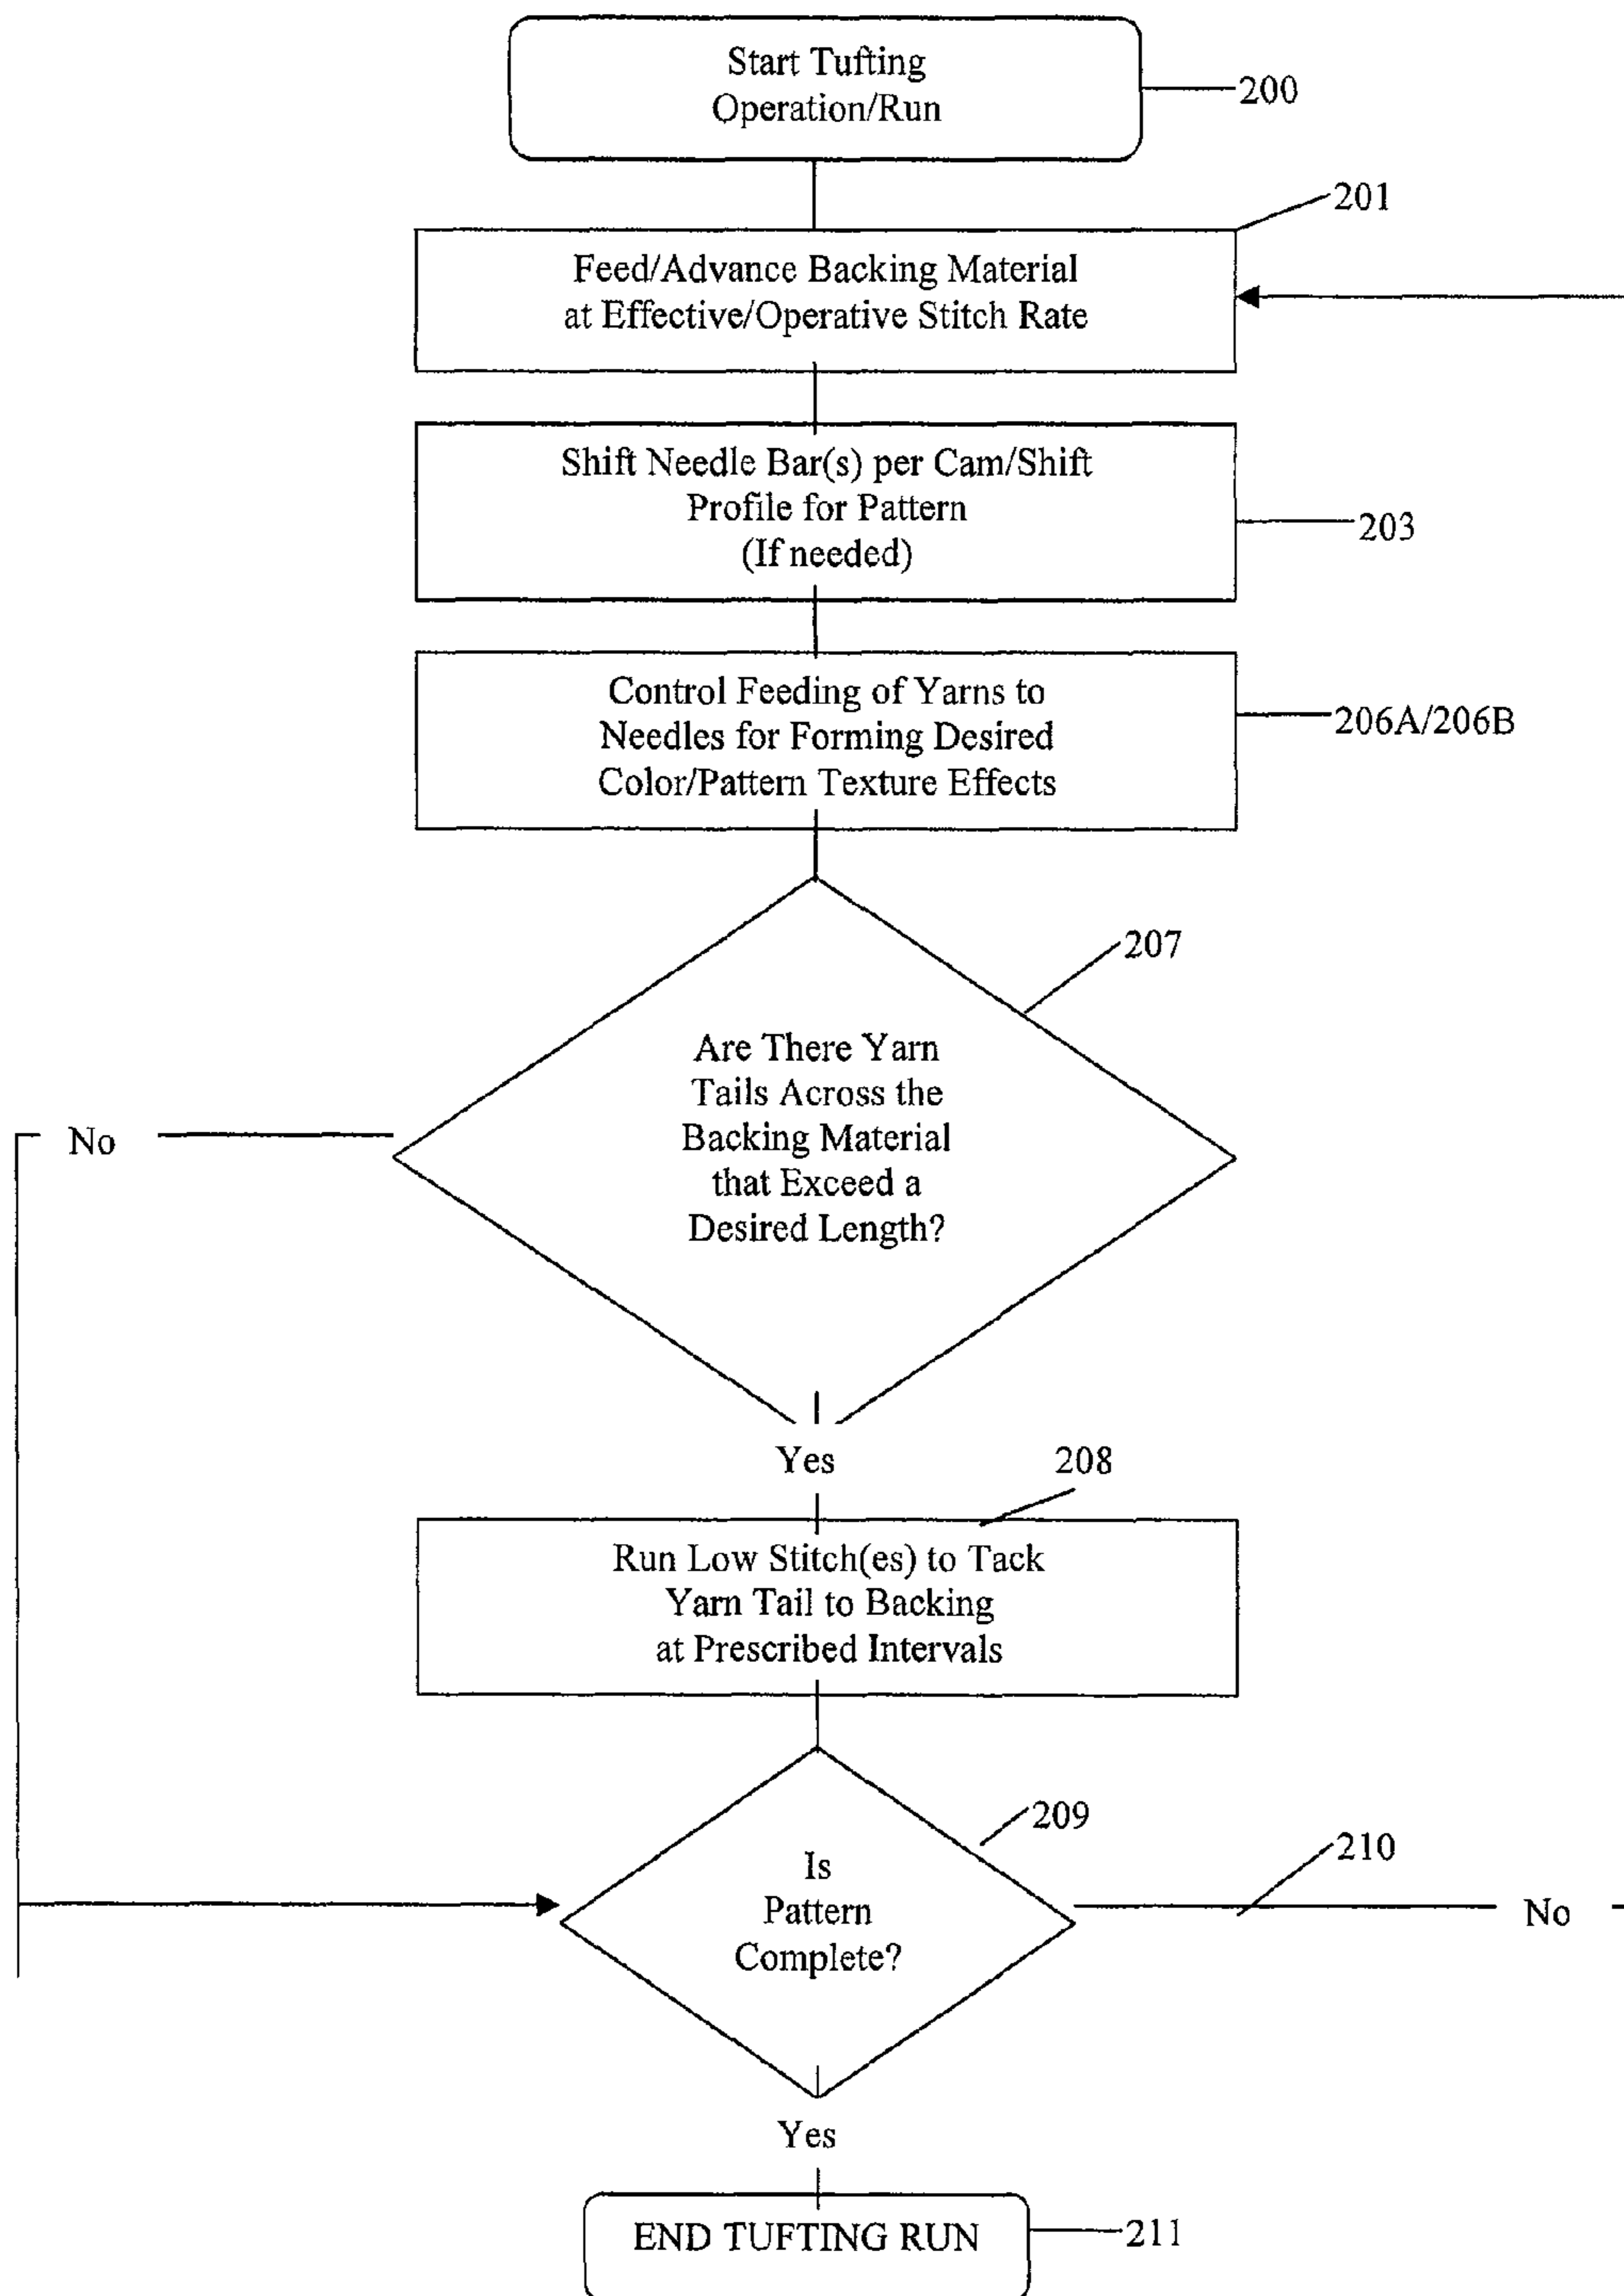 Start Tufting
Operation/Run
200
201
Feed/Advance Backing Material
at Effective/Operative Stitch Rate
Shift Needle Bar(s) per Cam/Shift
Profile for Pattern
(If needed)
203
Control Feeding of Yarns to
Needles for Forming Desired
Color/Pattern Texture Effects
206A/206B
207
Are There Yarn
Tails Across the
Backing Material
that Exceed a
Desired Length?
No
Yes
208
Run Low Stitch(es) to Tack
Yarn Tail to Backing
at Prescribed Intervals
209
Is
Pattern
Complete?
210
No
Yes
END TUFTING RUN
211